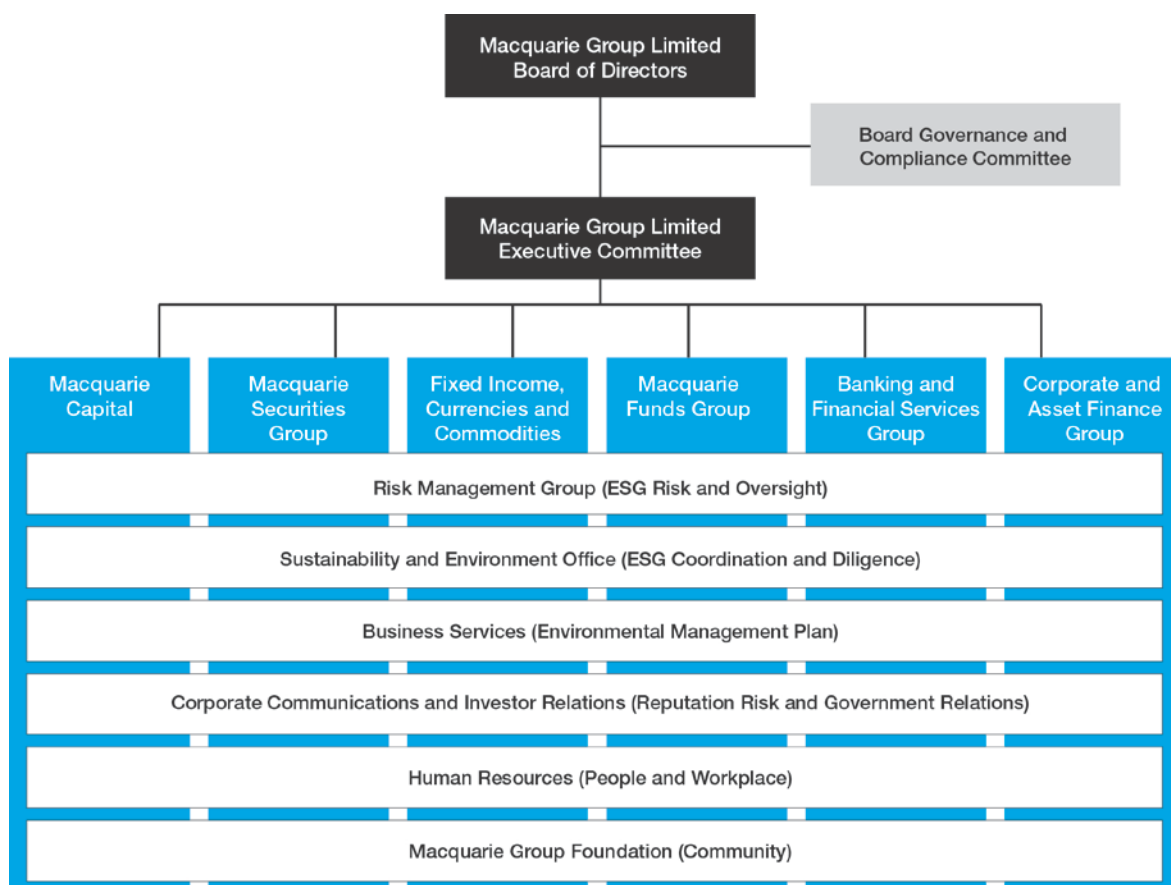 Macquarie Group Limited
Board of Directors
Board Governance and
Compliance Committee
Macquarie Group Limited
Executive Committee
Macquarie
Capital
Macquarie
Securities
Group
Fixed Income,
Currencies and
Commodities
Macquarie
Funds Group
Banking and
Financial Services
Group
Corporate and
Asset Finance
Group
Risk Management Group (ESG Risk and Oversight)
Sustainability and Environment Office (ESG Coordination and Diligence)
Business Services (Environmental Management Plan)
Corporate Communications and Investor Relations (Reputation Risk and Government Relations)
Human Resources (People and Workplace)
Macquarie Group Foundation (Community)